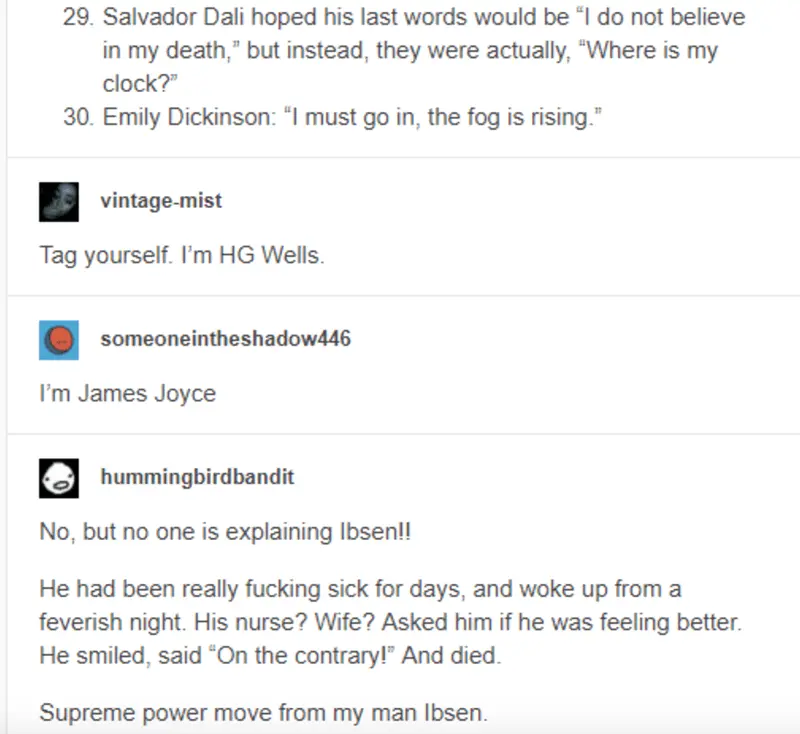 29. Salvador Dali hoped his last words would be “I do not believe
in my death,” but instead, they were actually, “Where is my
clock?”
30. Emily Dickinson: “I must go in, the fog is rising.”
vintage-mist
Tag yourself. I’m HG Wells.
someoneintheshadow446
I’m James Joyce
hummingbirdbandit
No, but no one is explaining Ibsen!!
He had been really fucking sick for days, and woke up from a
feverish night. His nurse? Wife? Asked him if he was feeling better.
He smiled, said “On the contrary!” And died.
Supreme power move from my man Ibsen.